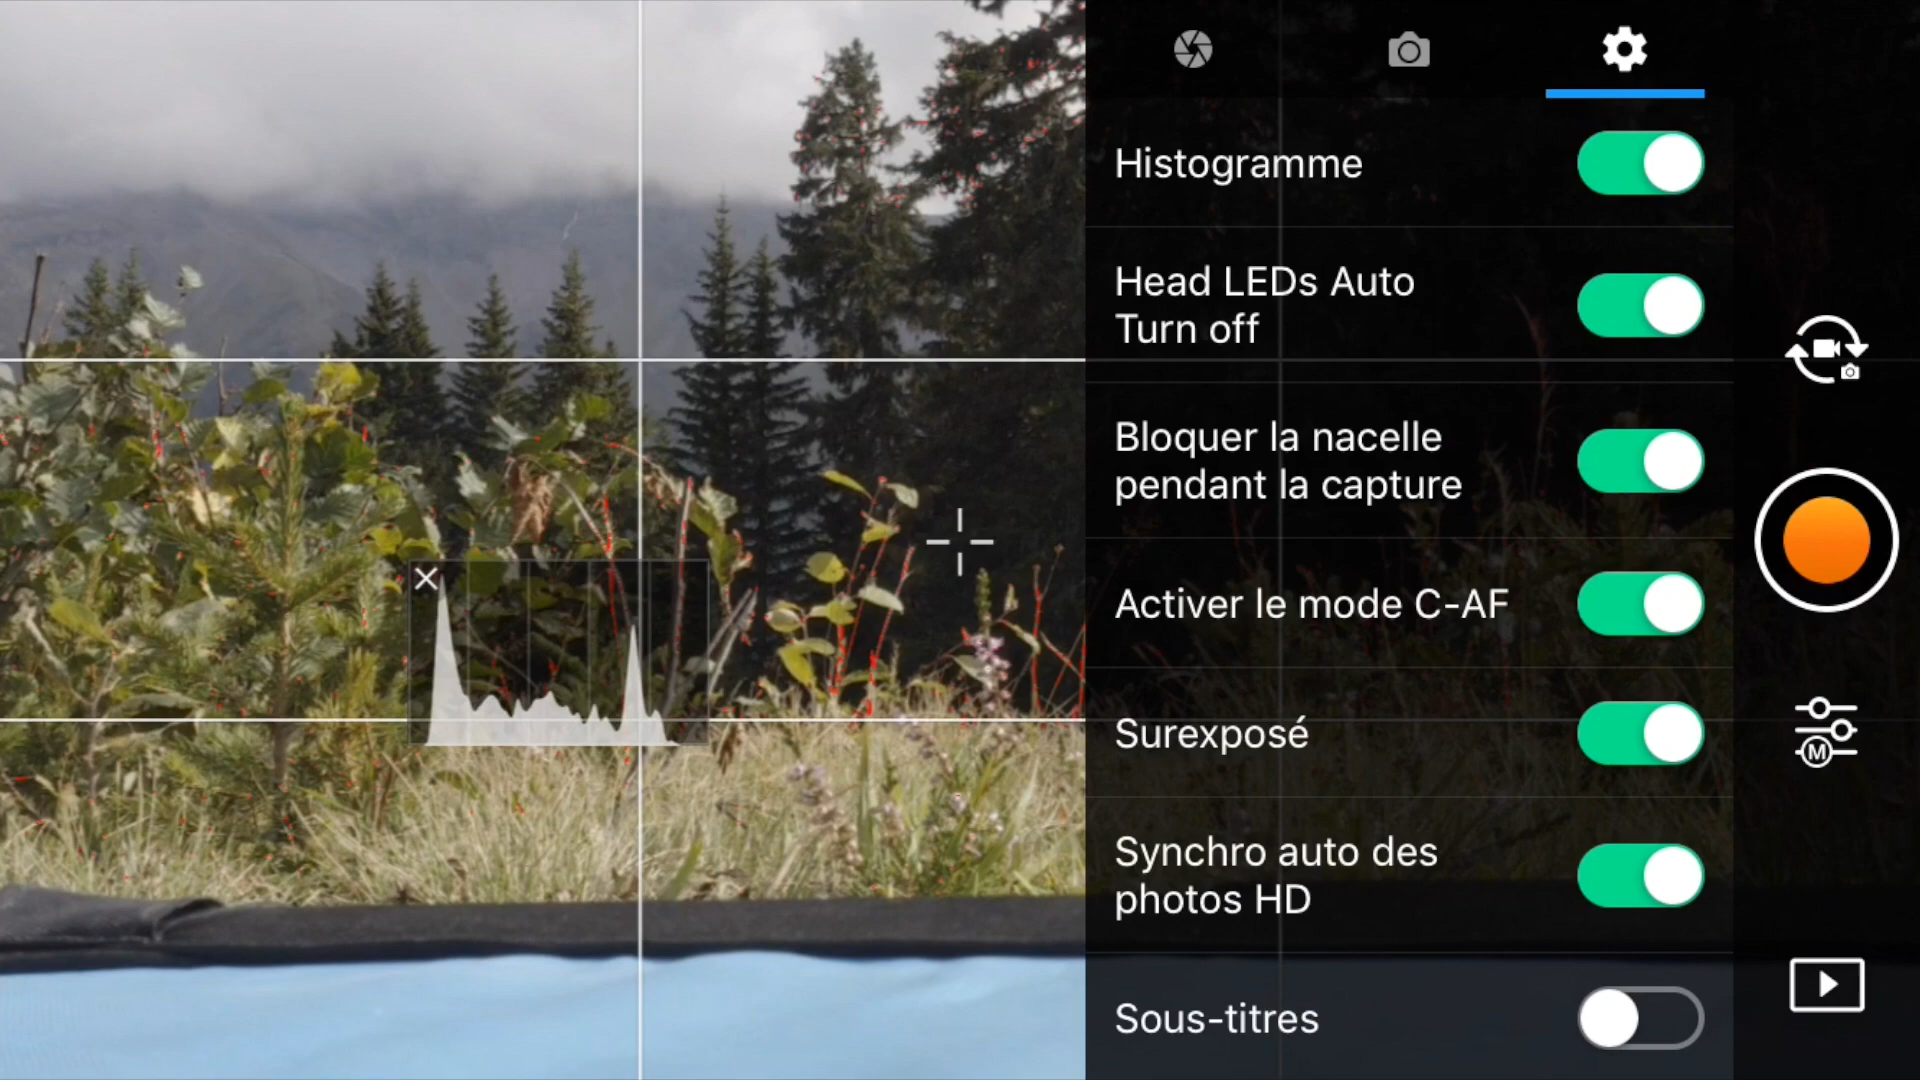 Histogramme
Head LEDs Auto
Turn off
Bloquer la nacelle
pendant la capture
Activer le mode C-AF
Surexposé
M
Synchro auto des
photos HD
Sous-titres